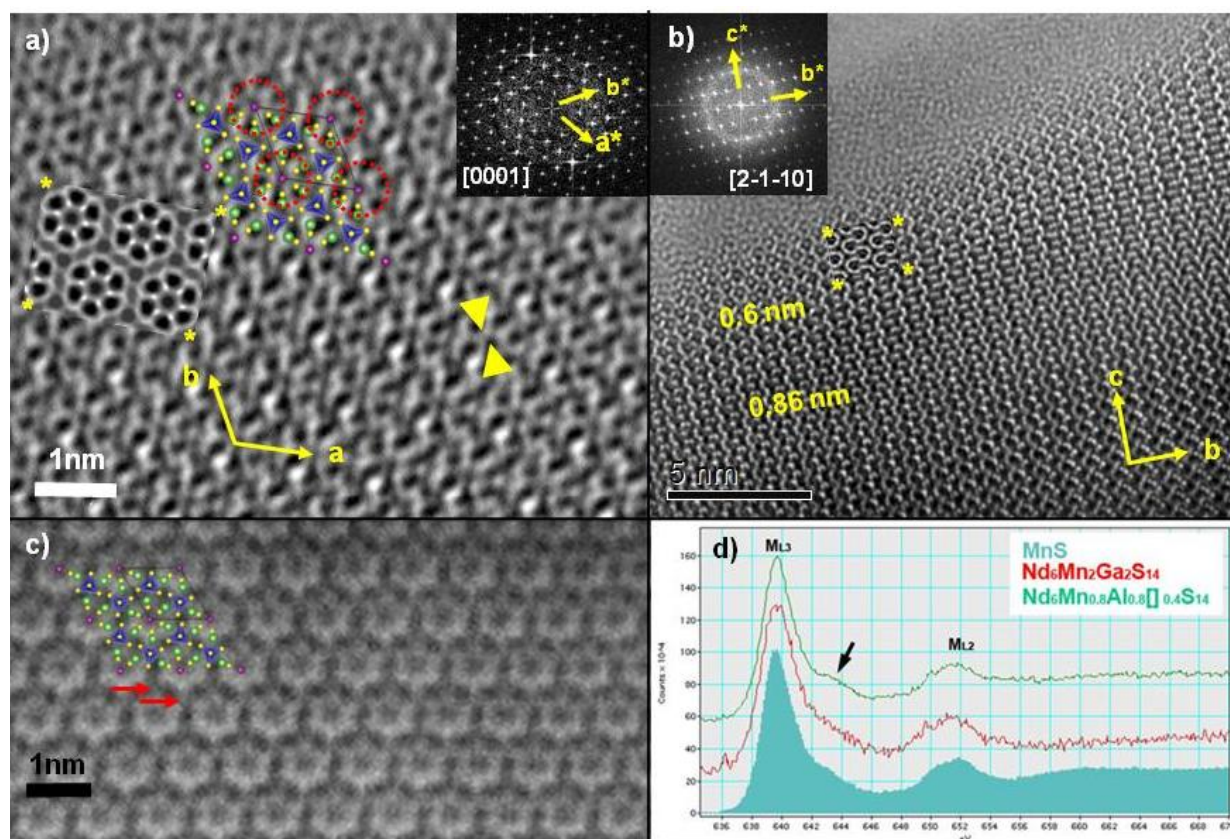 a)
b*
a*
[0001]
*
*
*
*
b
a
1nm
b)
c*
b*
[2-1-10]
*
*
*
*
0,6 nm
0,86 nm
c
b
5 nm
c)
1nm
d)
ML3
ML2
MnS
Nd6Mn2Ga2S14
Nd6Mn0.8Al0.8[] 0.4S14
Counts x 10^4
160
140
120
100
80
60
40
20
0
636 638 640 642 644 646 648 650 652 654 656 658 660 662 664 666 668